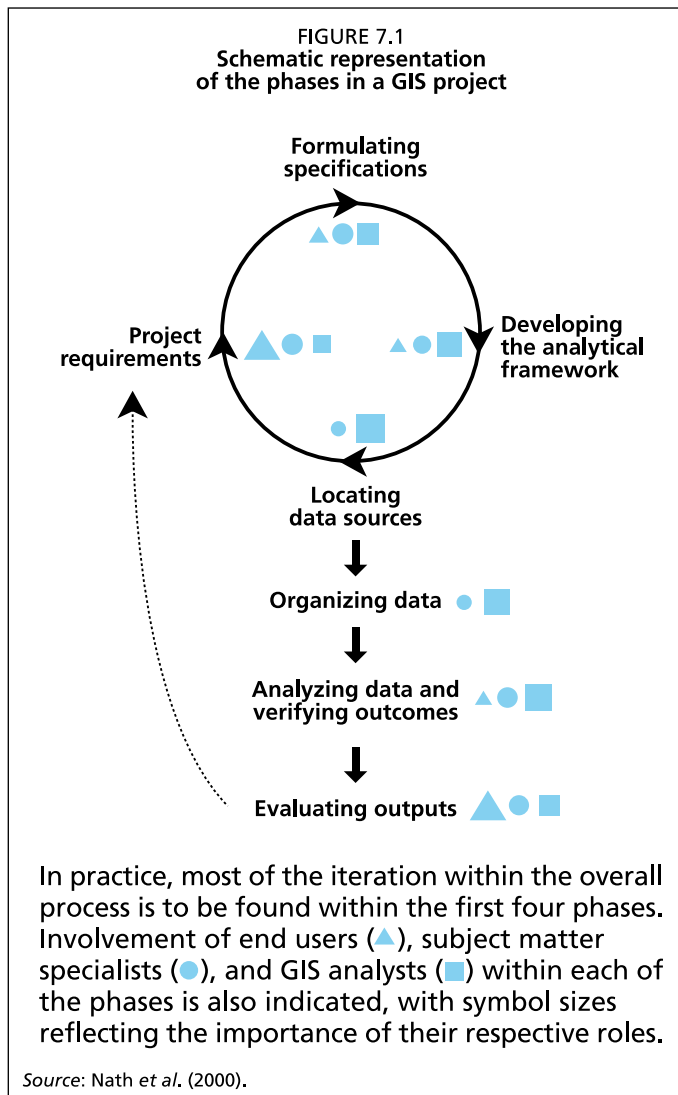 FIGURE 7.1
Schematic representation
of the phases in a GIS project
Formulating
specifications
Project
requirements
Developing
the analytical
framework
Locating
data sources
Organizing data
Analyzing data and
verifying outcomes
Evaluating outputs
In practice, most of the iteration within the overall
process is to be found within the first four phases.
Involvement of end users (▲), subject matter
specialists (●), and GIS analysts (■) within each of
the phases is also indicated, with symbol sizes
reflecting the importance of their respective roles.
Source: Nath et al. (2000).